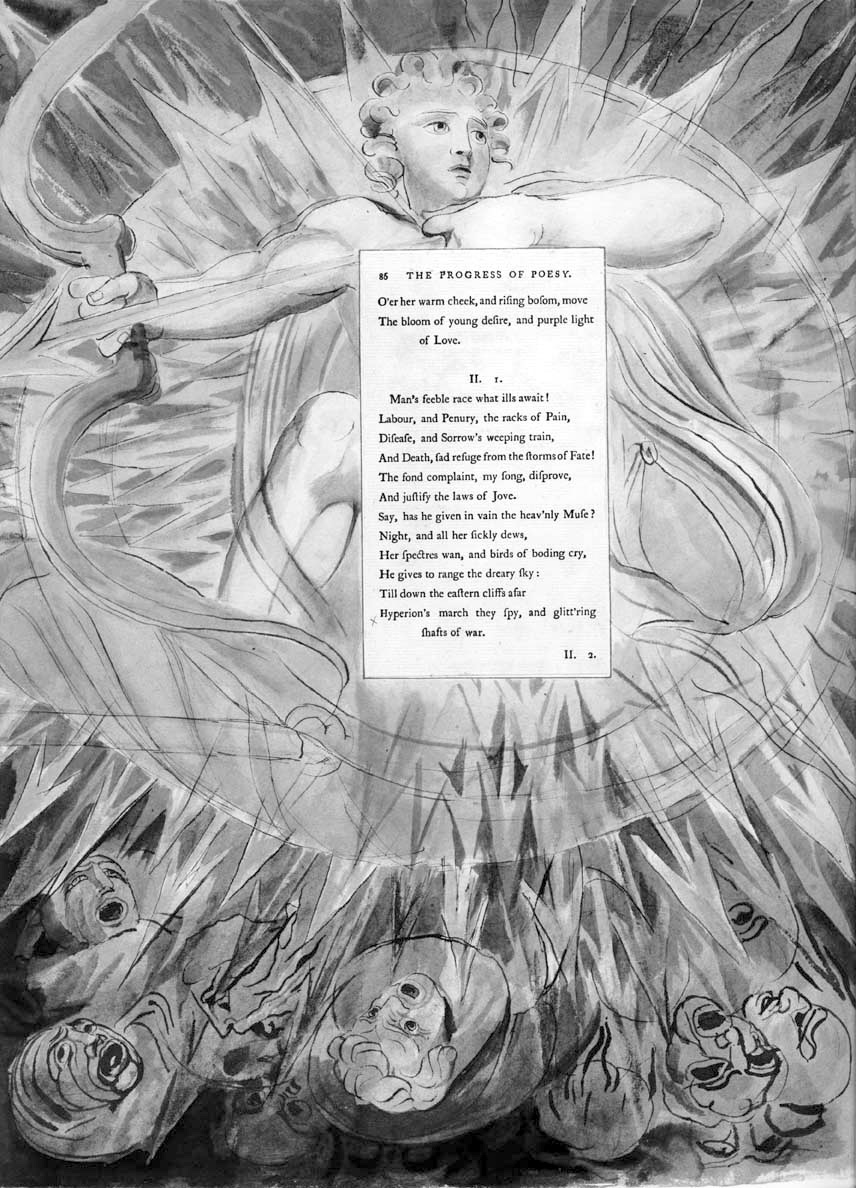 86 THE PROGRESS OF POESY.
O'er her warm cheek, and riſing boſom, move
The bloom of young deſire, and purple light
of Love.
II. 1.
Man's feeble race what ills await!
Labour, and Penury, the racks of Pain,
Diſeaſe, and Sorrow's weeping train,
And Death, ſad refuge from the ſtorms of Fate!
The fond complaint, my ſong, diſprove,
And juſtify the laws of Jove.
Say, has he given in vain the heav'nly Muſe?
Night, and all her ſickly dews,
Her ſpectres wan, and birds of boding cry,
He gives to range the dreary ſky:
Till down the eaſtern cliffs afar
Hyperion's march they ſpy, and glitt'ring
ſhafts of war.
II. 2.